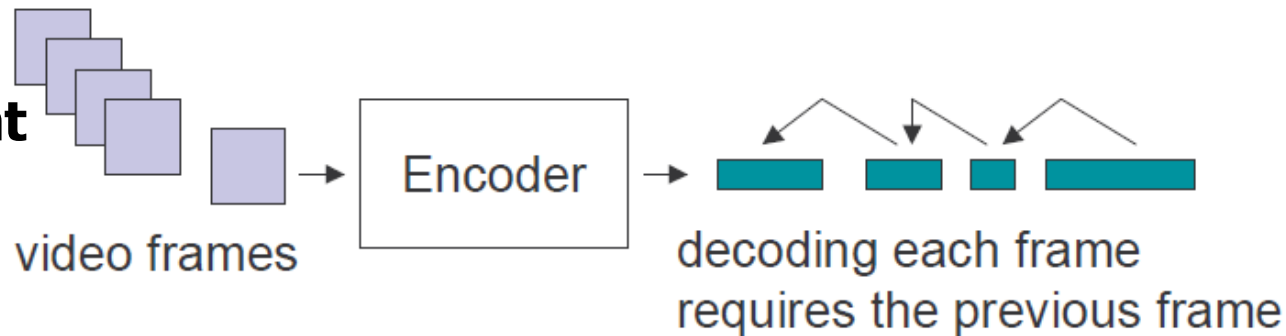 video frames
Encoder
decoding each frame
requires the previous frame